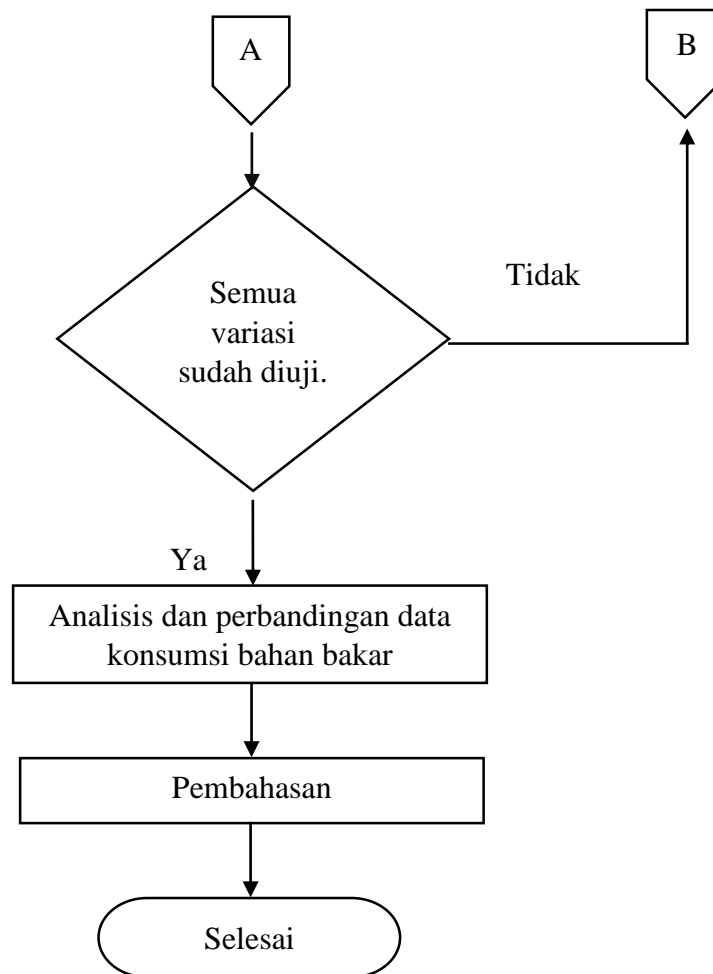 A
B
Tidak
Semua
variasi
sudah diuji.
Ya
Analisis dan perbandingan data
konsumsi bahan bakar
Pembahasan
Selesai